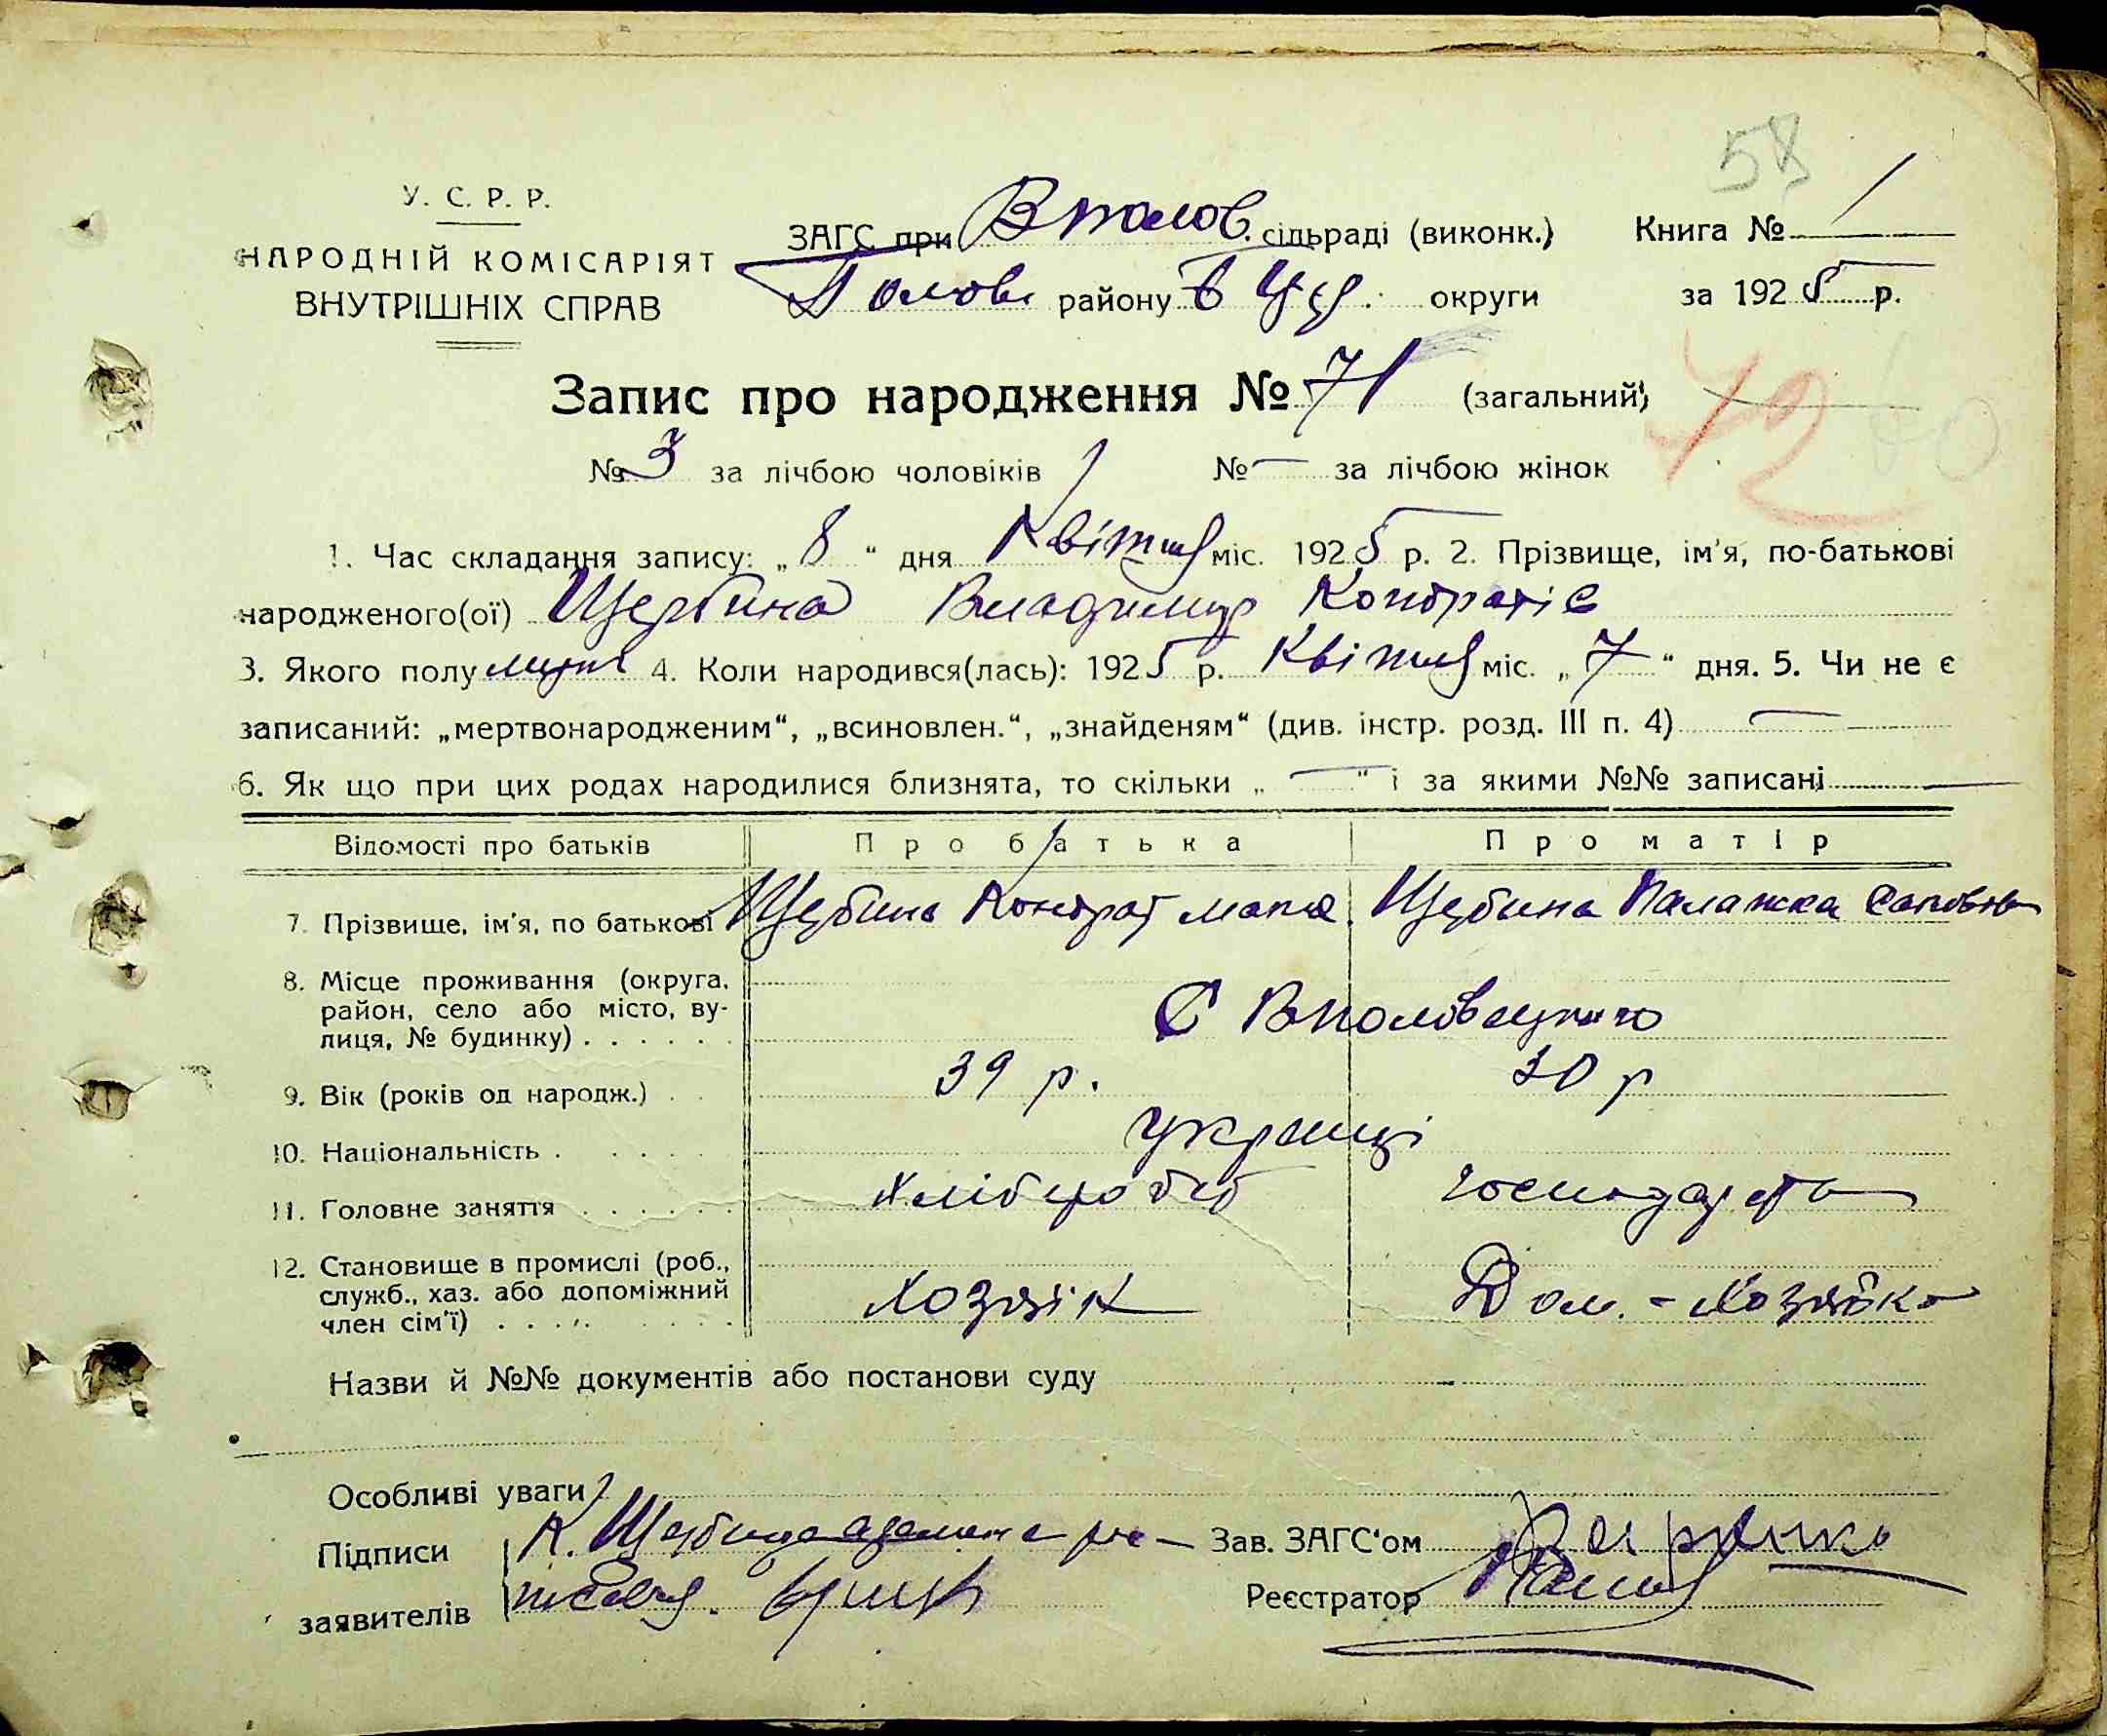 58
У. С. Р. Р.
НАРОДНІЙ КОМІСАРІЯТ
ВНУТРІШНІХ СПРАВ
ЗАГС при Вполов. сільраді (виконк.)
Полов. району Б Цер. округи
Книга № 1
за 1925 р.
Запис про народження № 71 (загальний)
72
№ 3 за лічбою чоловіків № — за лічбою жінок
1. Час складання запису: „8“ дня Квітня міс. 1925 р. 2. Прізвище, ім'я, по-батькові
народженого(ої) Щербина Владимир Кондратів
3. Якого полу муж 4. Коли народився(лась): 1925 р. Квітня міс. „7“ дня. 5. Чи не є
записаний: „мертвонародженим“, „всиновлен.“, „знайденям“ (див. інстр. розд. III п. 4) —
6. Як що при цих родах народилися близнята, то скільки „—“ і за якими №№ записані —
Відомості про батьків Про батька Про матір
7. Прізвище, ім'я, по батькові Щербина Кондрат Щербина Палажка
8. Місце проживання (округа, район, село або місто, вулиця, № будинку) . . . . . С Вполовецького
9. Вік (років од народж.) . . 39 р. 30 р
10. Національність . . . . . українці
11. Головне заняття . . . . . Хлібороб господарство
12. Становище в промислі (роб., служб., хаз. або допоміжний член сім'ї) . . . . Хозяїн Дом. - Хозяйка
Назви й №№ документів або постанови суду
Особливі уваги
Підписи заявителів К. Щербина
Зав. ЗАГС'ом
Реєстратор